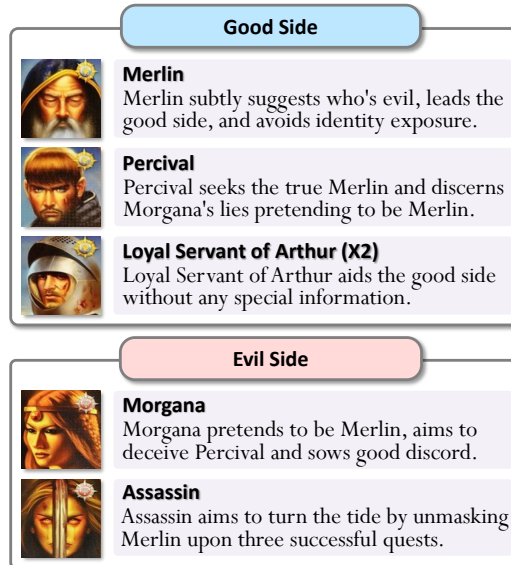 Good Side
Merlin
Merlin subtly suggests who's evil, leads the
good side, and avoids identity exposure.
Percival
Percival seeks the true Merlin and discerns
Morgana's lies pretending to be Merlin.
Loyal Servant of Arthur (X2)
Loyal Servant of Arthur aids the good side
without any special information.
Evil Side
Morgana
Morgana pretends to be Merlin, aims to
deceive Percival and sows good discord.
Assassin
Assassin aims to turn the tide by unmasking
Merlin upon three successful quests.